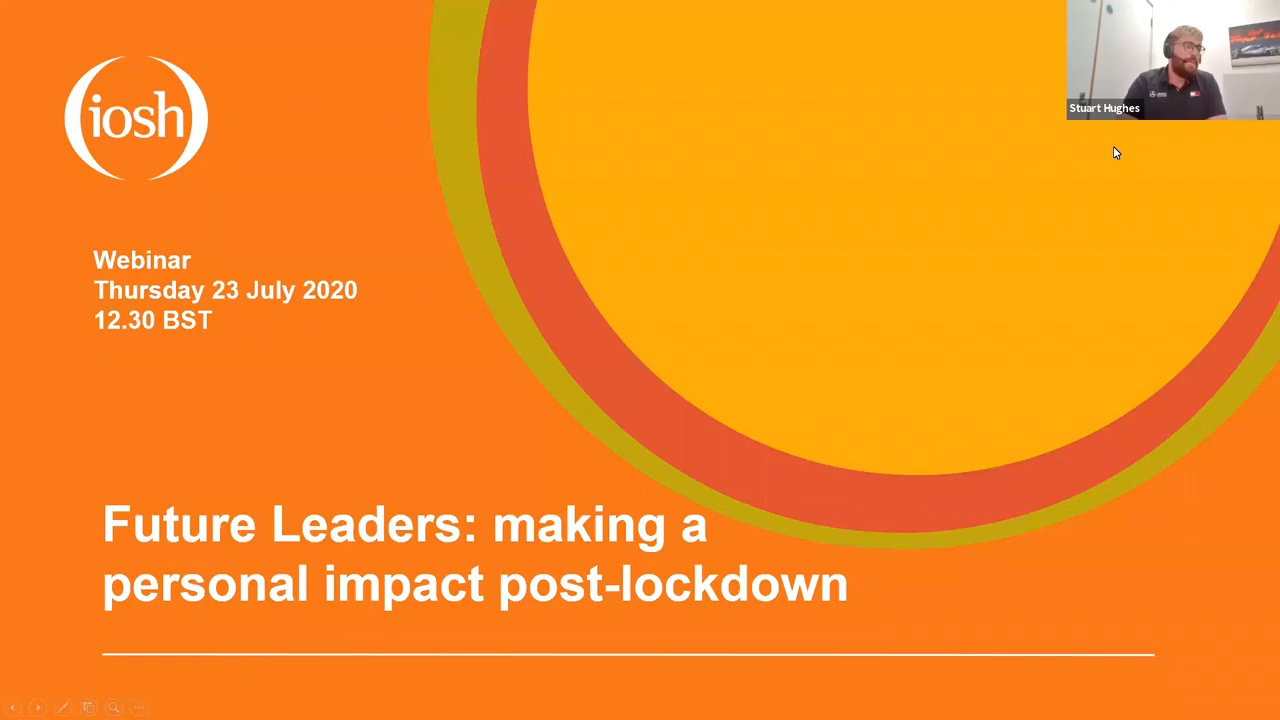 iosh
Stuart Hughes
Webinar
Thursday 23 July 2020
12.30 BST
Future Leaders: making a
personal impact post-lockdown